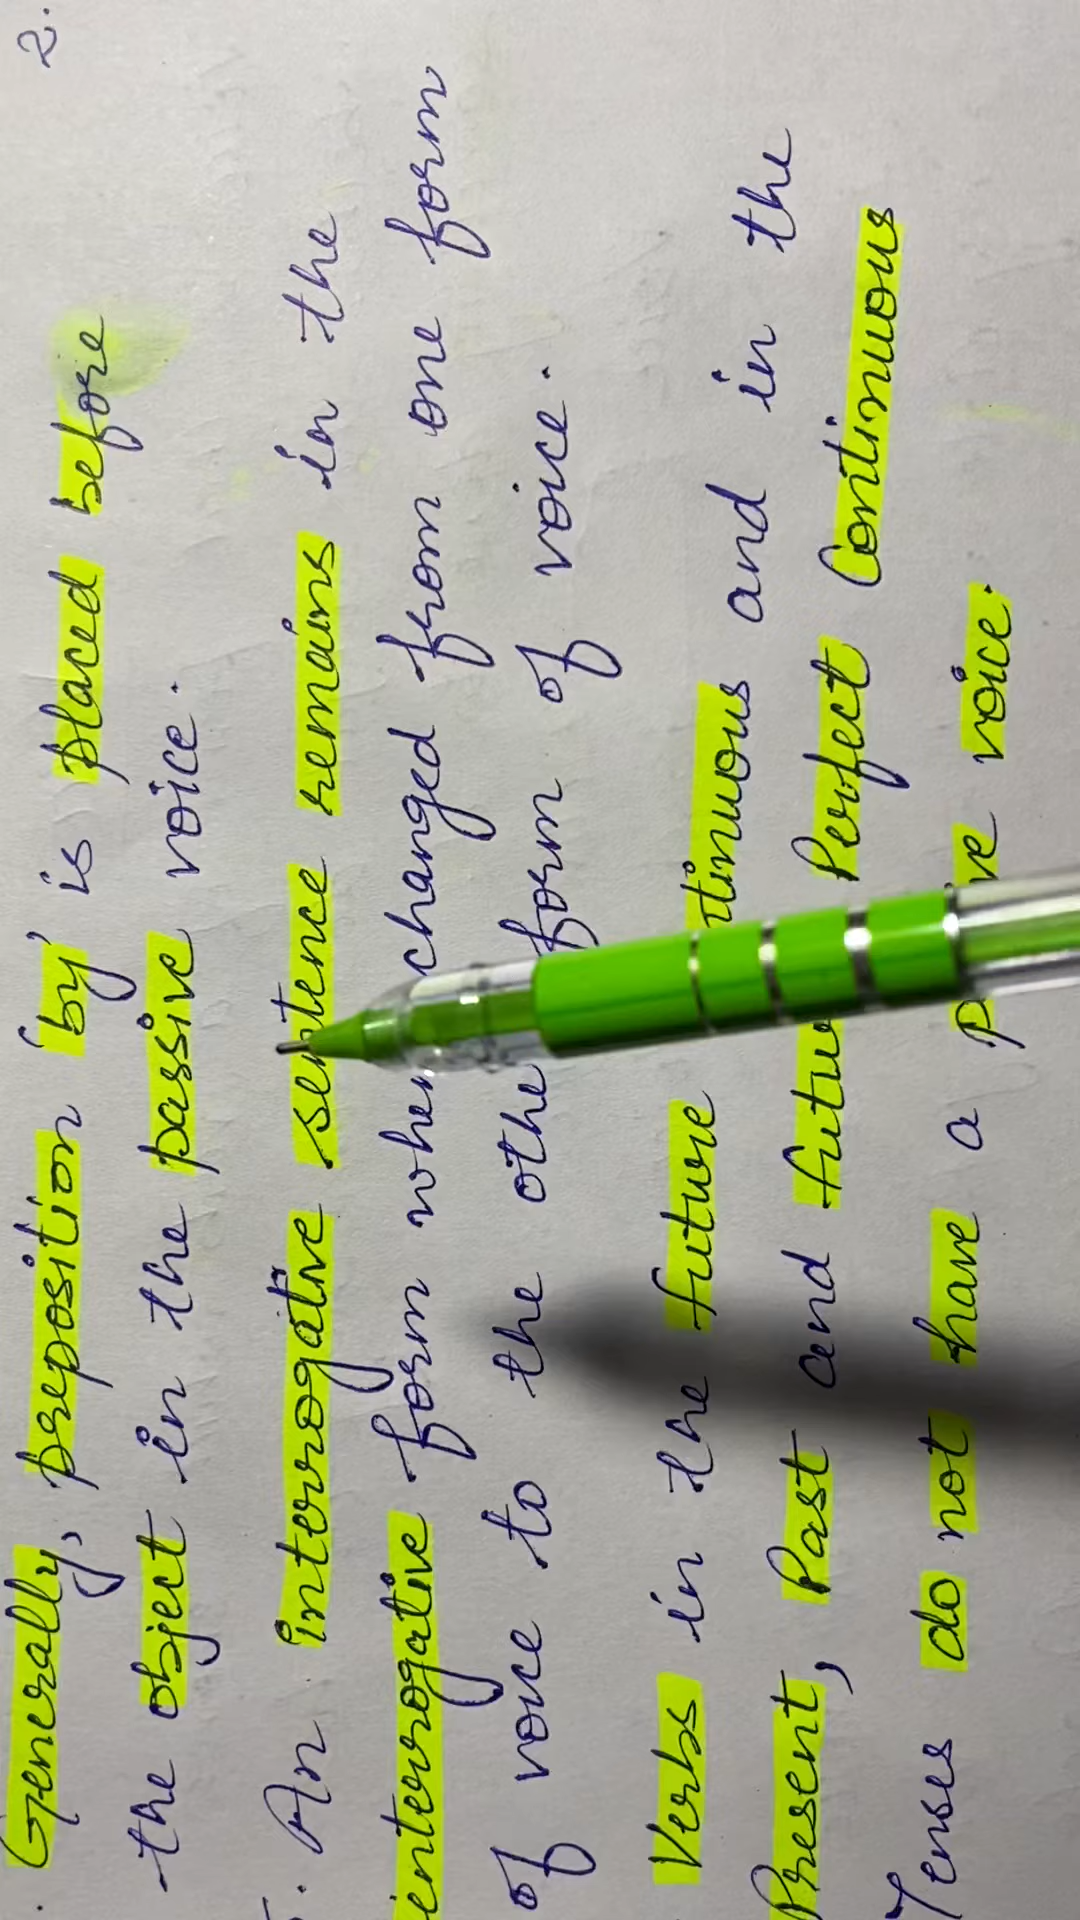 2.
Generally, preposition 'by' is placed before
the object in the passive voice.
. An interrogative sentence remains in the
interrogative form when changed from one form
of voice to the other form of voice.
Verbs in the future and in the
Present, Past and future Perfect Continuous
Tenses do not have a voice.